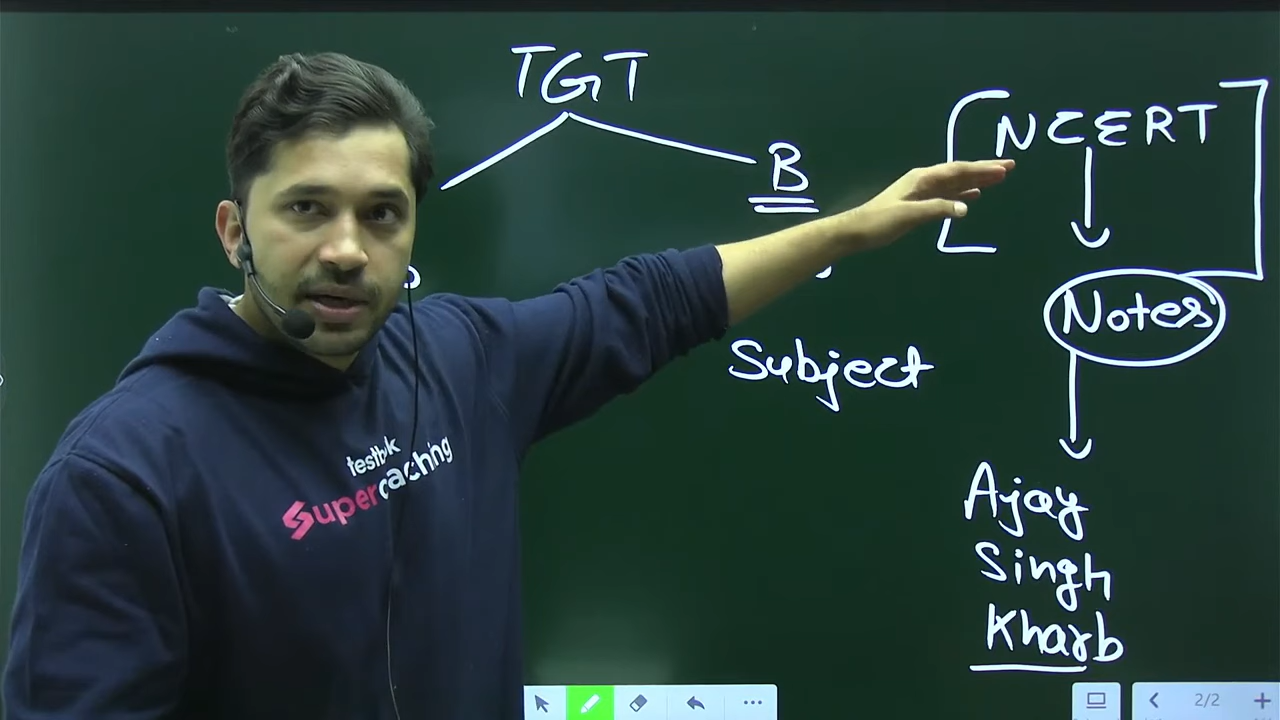 TGT
B
NCERT
Notes
Subject
Ajay
Singh
Kharb
testbook
Supercoaching
2/2